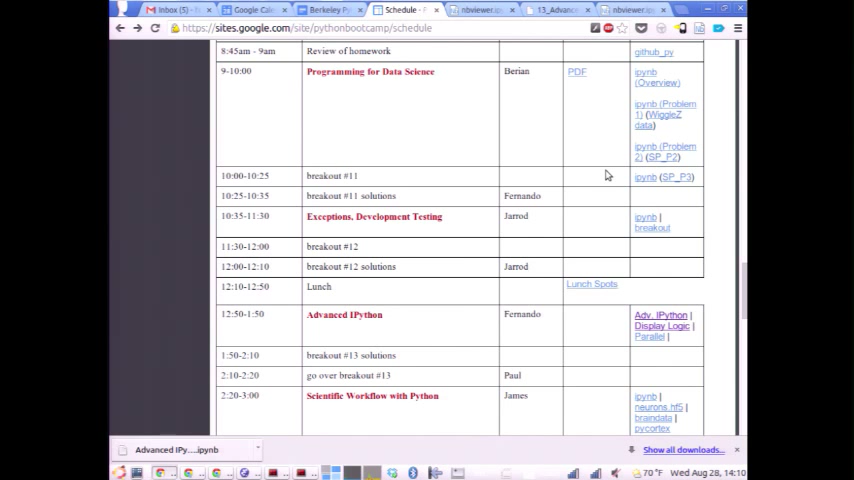 Inbox (5) -
Google Cale
Berkeley Py
Schedule -
nbviewer.ip
13_Advance
nbviewer.ip
https://sites.google.com/site/pythonbootcamp/schedule
8:45am - 9am Review of homework github_py
9-10:00 Programming for Data Science Berian PDF ipynb
(Overview)
ipynb (Problem
1) (WiggleZ
data)
ipynb (Problem
2) (SP_P2)
10:00-10:25 breakout #11 ipynb (SP_P3)
10:25-10:35 breakout #11 solutions Fernando
10:35-11:30 Exceptions, Development Testing Jarrod ipynb |
breakout
11:30-12:00 breakout #12
12:00-12:10 breakout #12 solutions Jarrod
12:10-12:50 Lunch Lunch Spots
12:50-1:50 Advanced IPython Fernando Adv. IPython |
Display Logic |
Parallel |
1:50-2:10 breakout #13 solutions
2:10-2:20 go over breakout #13 Paul
2:20-3:00 Scientific Workflow with Python James ipynb |
neurons.hf5 |
braindata |
pycortex
Advanced IPy....ipynb
Show all downloads...
70°F Wed Aug 28, 14:10